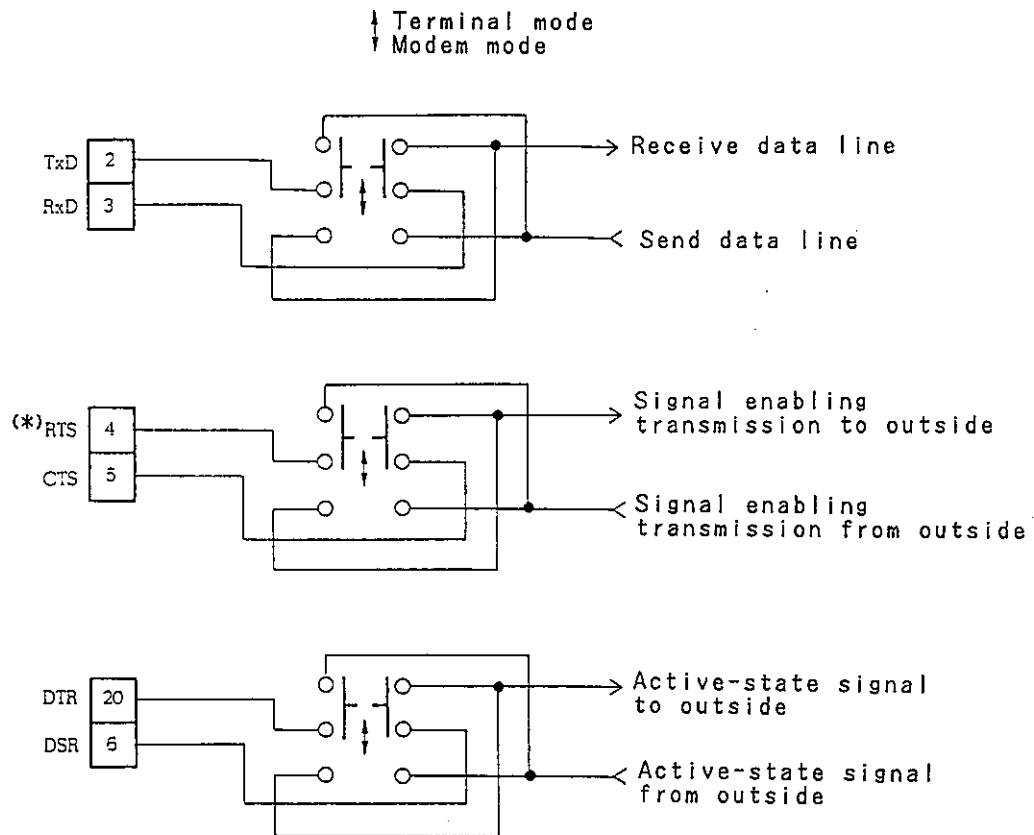 Terminal mode
Modem mode
TxD 2
RxD 3
Receive data line
Send data line
(*)RTS 4
CTS 5
Signal enabling
transmission to outside
Signal enabling
transmission from outside
DTR 20
DSR 6
Active-state signal
to outside
Active-state signal
from outside